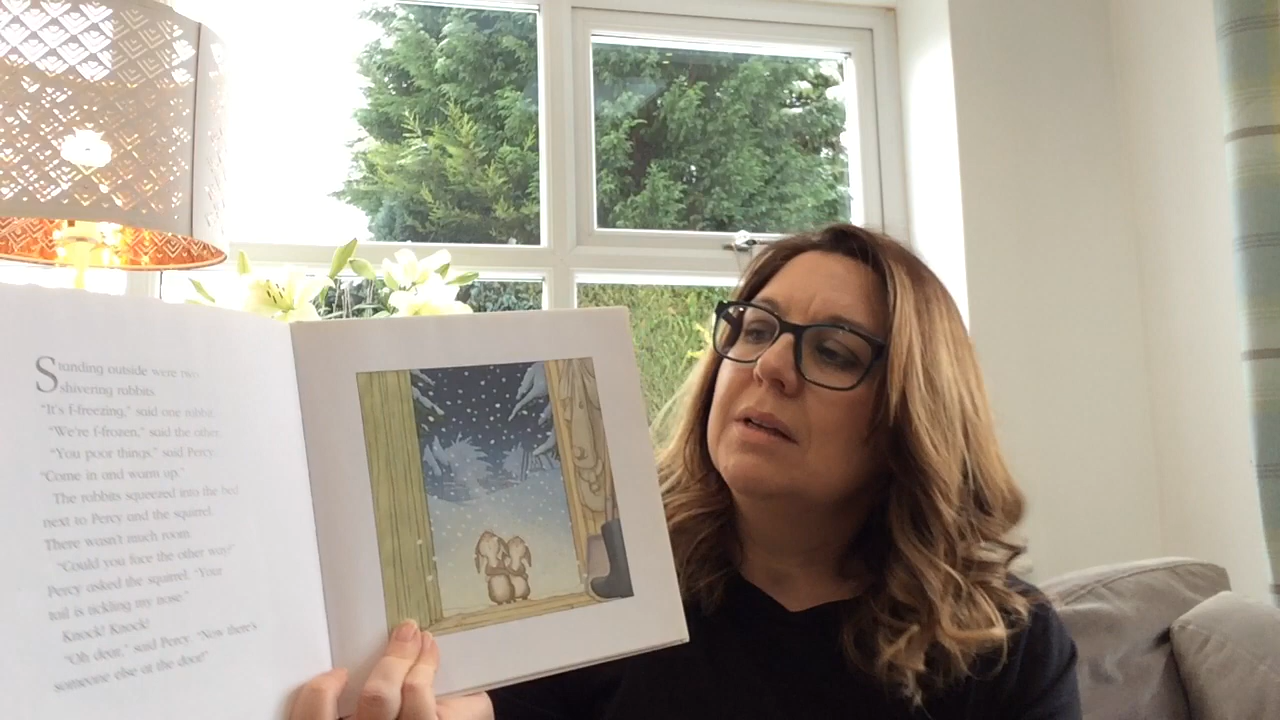 Standing outside were two
shivering rabbits.
"It's f-freezing," said one rabbit.
"We're f-frozen," said the other.
"You poor things," said Percy.
"Come in and warm up."
The rabbits squeezed into the bed
next to Percy and the squirrel.
There wasn't much room.
"Could you face the other way?"
Percy asked the squirrel. "Your
tail is tickling my nose."
Knock! Knock!
"Oh dear," said Percy. "Now there's
someone else at the door!"